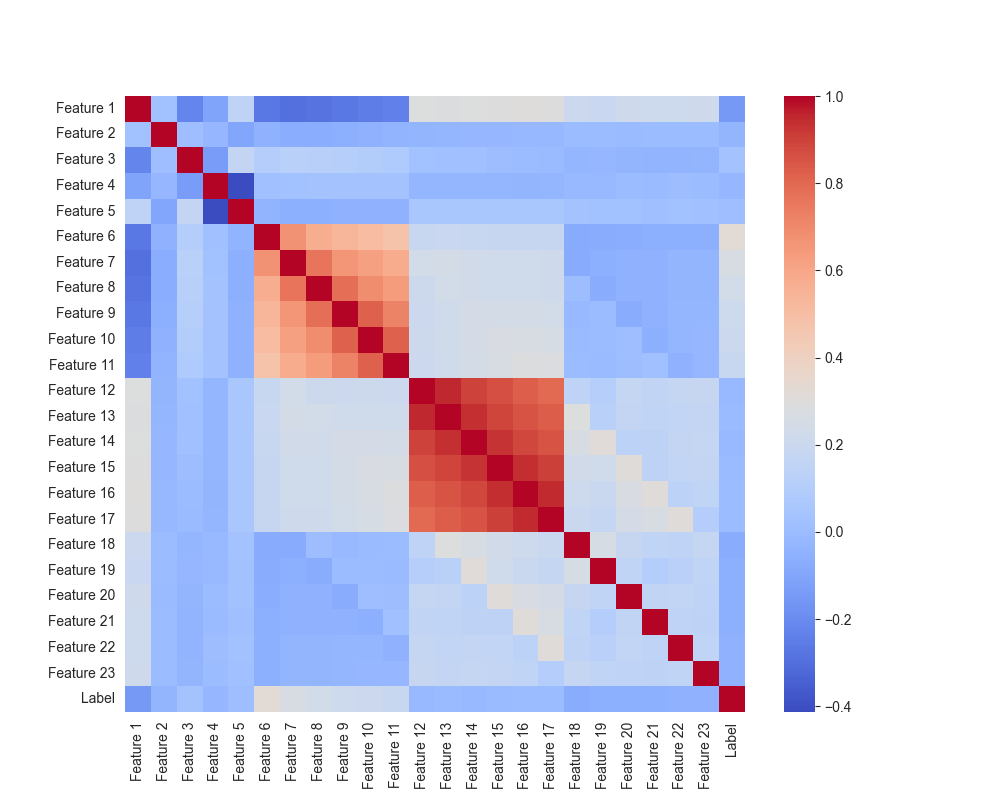 Feature 1
Feature 2
Feature 3
Feature 4
Feature 5
Feature 6
Feature 7
Feature 8
Feature 9
Feature 10
Feature 11
Feature 12
Feature 13
Feature 14
Feature 15
Feature 16
Feature 17
Feature 18
Feature 19
Feature 20
Feature 21
Feature 22
Feature 23
Label
Feature 1
Feature 2
Feature 3
Feature 4
Feature 5
Feature 6
Feature 7
Feature 8
Feature 9
Feature 10
Feature 11
Feature 12
Feature 13
Feature 14
Feature 15
Feature 16
Feature 17
Feature 18
Feature 19
Feature 20
Feature 21
Feature 22
Feature 23
Label
1.0
0.8
0.6
0.4
0.2
0.0
−0.2
−0.4